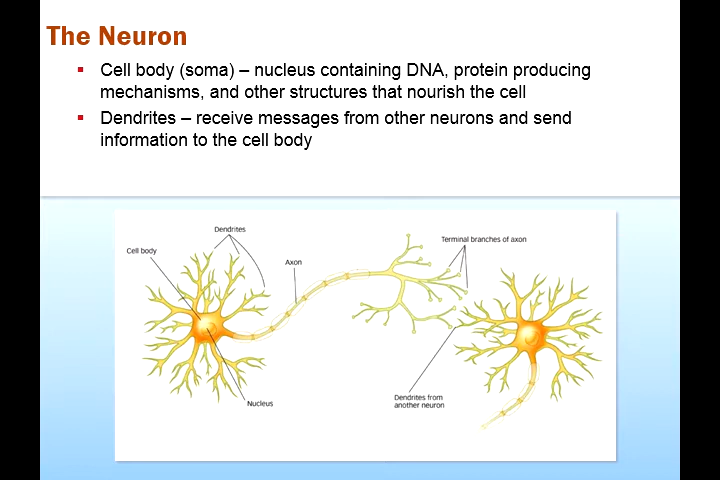 The Neuron
▪ Cell body (soma) – nucleus containing DNA, protein producing
mechanisms, and other structures that nourish the cell
▪ Dendrites – receive messages from other neurons and send
information to the cell body
Dendrites
Terminal branches of axon
Cell body
Axon
Dendrites from
another neuron
Nucleus